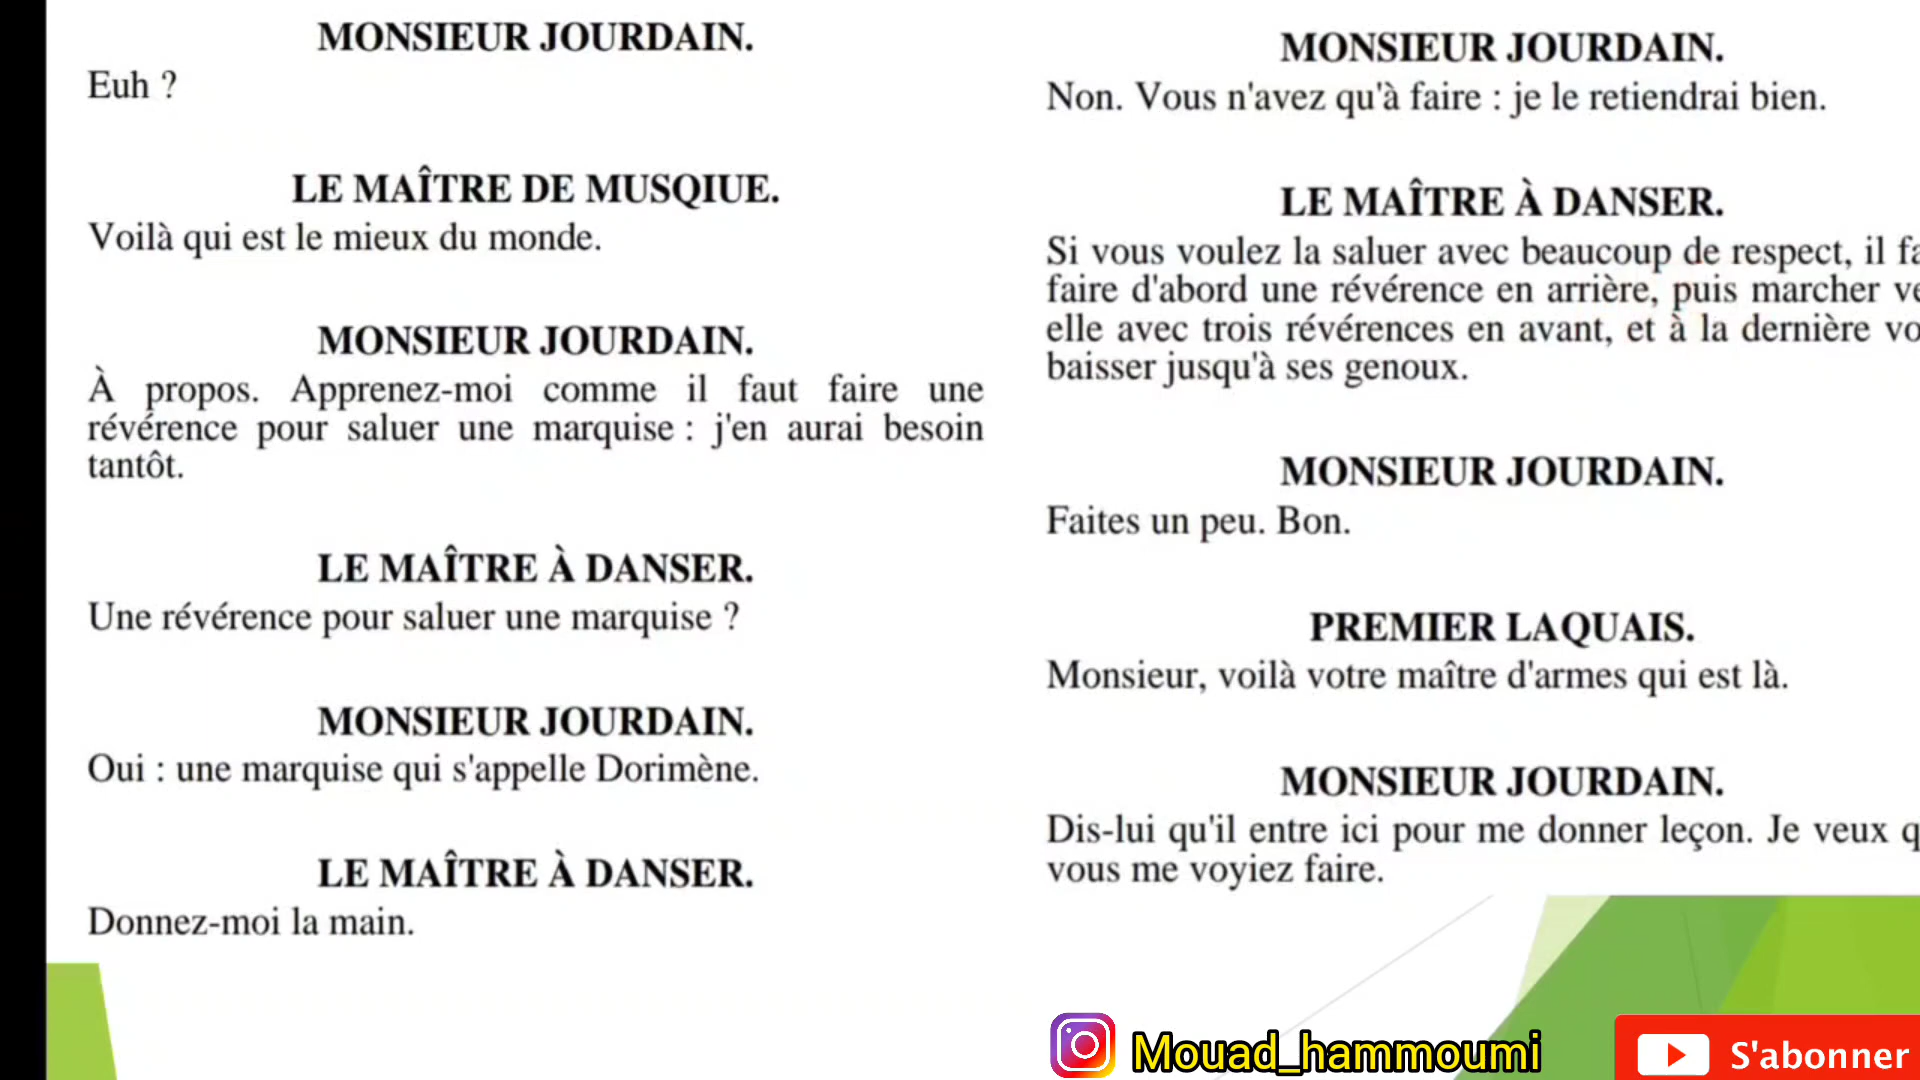 MONSIEUR JOURDAIN.
Euh ?
LE MAÎTRE DE MUSQIUE.
Voilà qui est le mieux du monde.
MONSIEUR JOURDAIN.
À propos. Apprenez-moi comme il faut faire une
révérence pour saluer une marquise : j'en aurai besoin
tantôt.
LE MAÎTRE À DANSER.
Une révérence pour saluer une marquise ?
MONSIEUR JOURDAIN.
Oui : une marquise qui s'appelle Dorimène.
LE MAÎTRE À DANSER.
Donnez-moi la main.
MONSIEUR JOURDAIN.
Non. Vous n'avez qu'à faire : je le retiendrai bien.
LE MAÎTRE À DANSER.
Si vous voulez la saluer avec beaucoup de respect, il
faire d'abord une révérence en arrière, puis marcher
elle avec trois révérences en avant, et à la dernière
baisser jusqu'à ses genoux.
MONSIEUR JOURDAIN.
Faites un peu. Bon.
PREMIER LAQUAIS.
Monsieur, voilà votre maître d'armes qui est là.
MONSIEUR JOURDAIN.
Dis-lui qu'il entre ici pour me donner leçon. Je veux
vous me voyiez faire.
Mouad_hammoumi
S'abonner